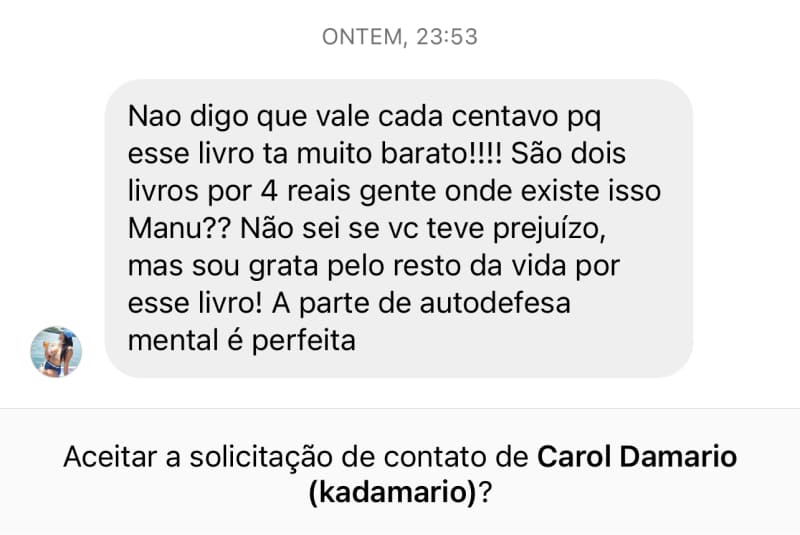 ONTEM, 23:53
Nao digo que vale cada centavo pq
esse livro ta muito barato!!!! São dois
livros por 4 reais gente onde existe isso
Manu?? Não sei se vc teve prejuízo,
mas sou grata pelo resto da vida por
esse livro! A parte de autodefesa
mental é perfeita
Aceitar a solicitação de contato de Carol Damario
(kadamario)?